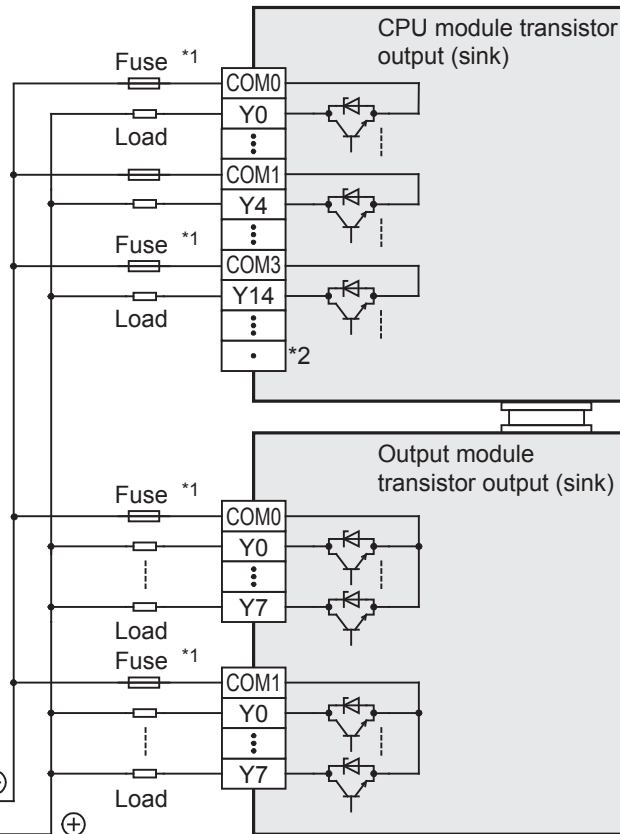 CPU module transistor
output (sink)
Fuse *1
COM0
Y0
Load
COM1
Y4
Fuse *1
COM3
Y14
Load
*2
Output module
transistor output (sink)
Fuse *1
COM0
Y0
Y7
Load
Fuse *1
COM1
Y0
Y7
Load